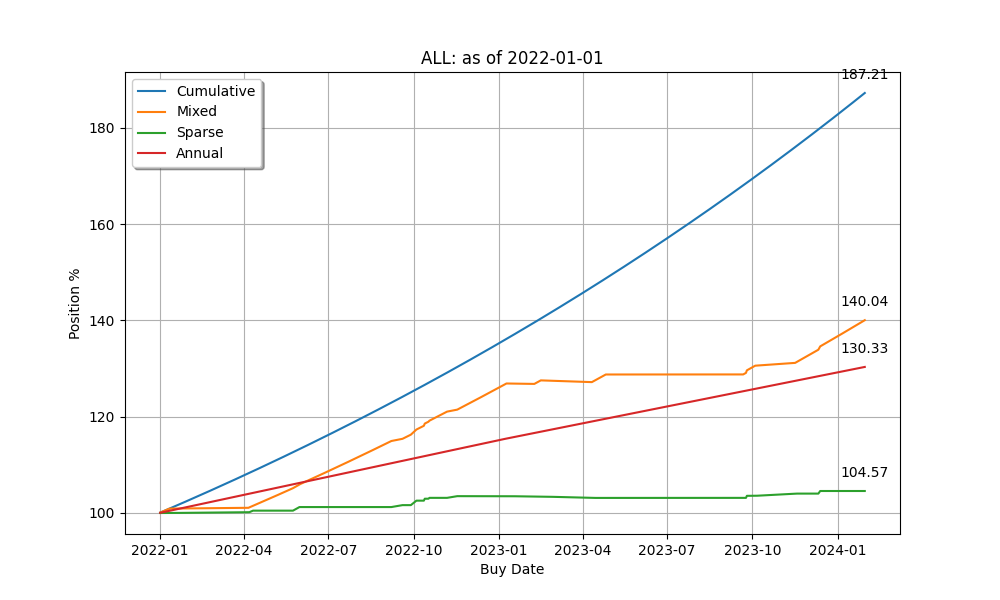 ALL: as of 2022-01-01
187.21
Cumulative
Mixed
Sparse
Annual
180
160
140
120
100
Position %
140.04
130.33
104.57
2022-01 2022-04 2022-07 2022-10 2023-01 2023-04 2023-07 2023-10 2024-01
Buy Date